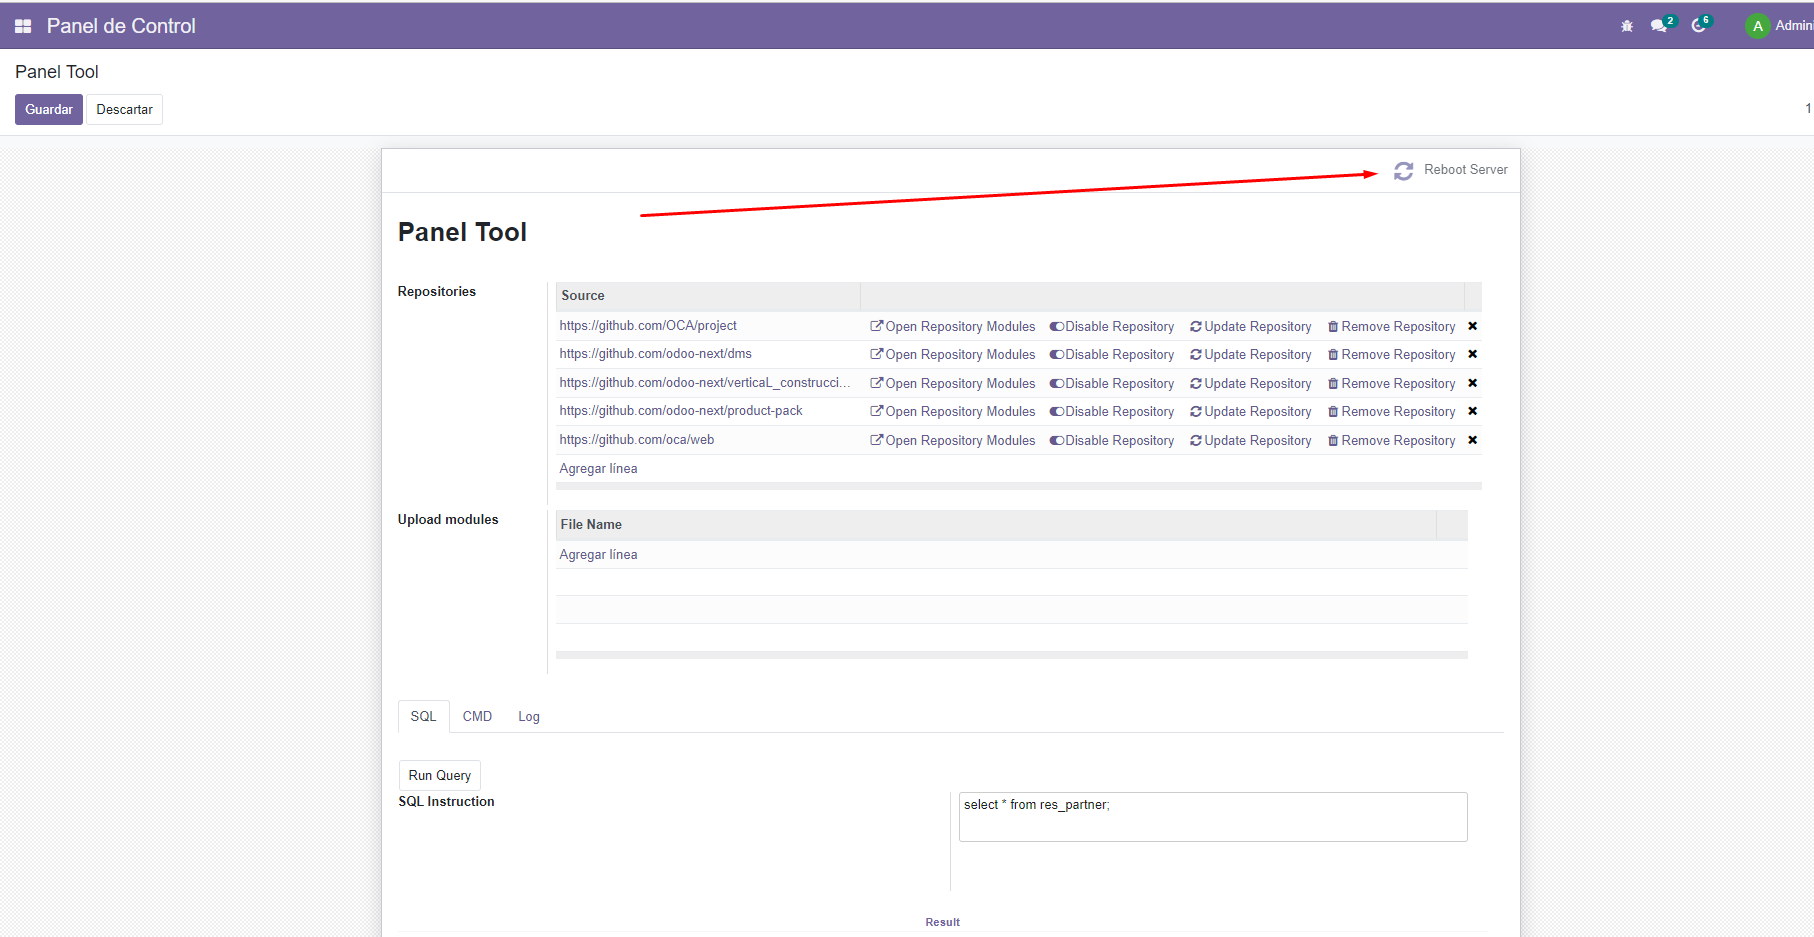 Panel de Control
2
6
A
Admini
Panel Tool
Guardar
Descartar
1
Reboot Server
Panel Tool
Repositories
Source
https://github.com/OCA/project Open Repository Modules Disable Repository Update Repository Remove Repository
https://github.com/odoo-next/dms Open Repository Modules Disable Repository Update Repository Remove Repository
https://github.com/odoo-next/verticaL_construcci... Open Repository Modules Disable Repository Update Repository Remove Repository
https://github.com/odoo-next/product-pack Open Repository Modules Disable Repository Update Repository Remove Repository
https://github.com/oca/web Open Repository Modules Disable Repository Update Repository Remove Repository
Agregar línea
Upload modules
File Name
Agregar línea
SQL CMD Log
Run Query
SQL Instruction
select * from res_partner;
Result